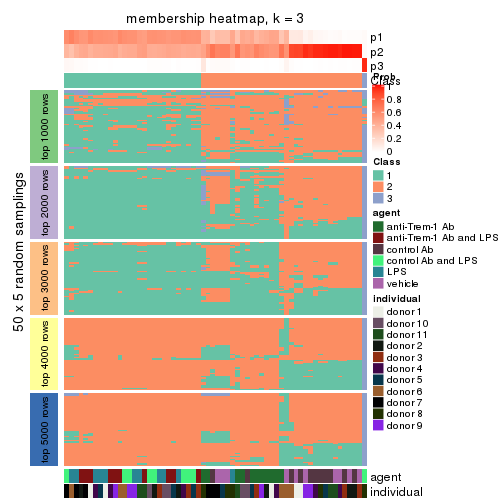 membership heatmap, k = 3
p1
p2
p3
Prob
Class
1
0.8
0.6
0.4
0.2
0
Class
1
2
3
agent
anti-Trem-1 Ab
anti-Trem-1 Ab and LPS
control Ab
control Ab and LPS
LPS
vehicle
individual
donor 1
donor 10
donor 11
donor 2
donor 3
donor 4
donor 5
donor 6
donor 7
donor 8
donor 9
50 x 5 random samplings
top 1000 rows
top 2000 rows
top 3000 rows
top 4000 rows
top 5000 rows
agent
individual